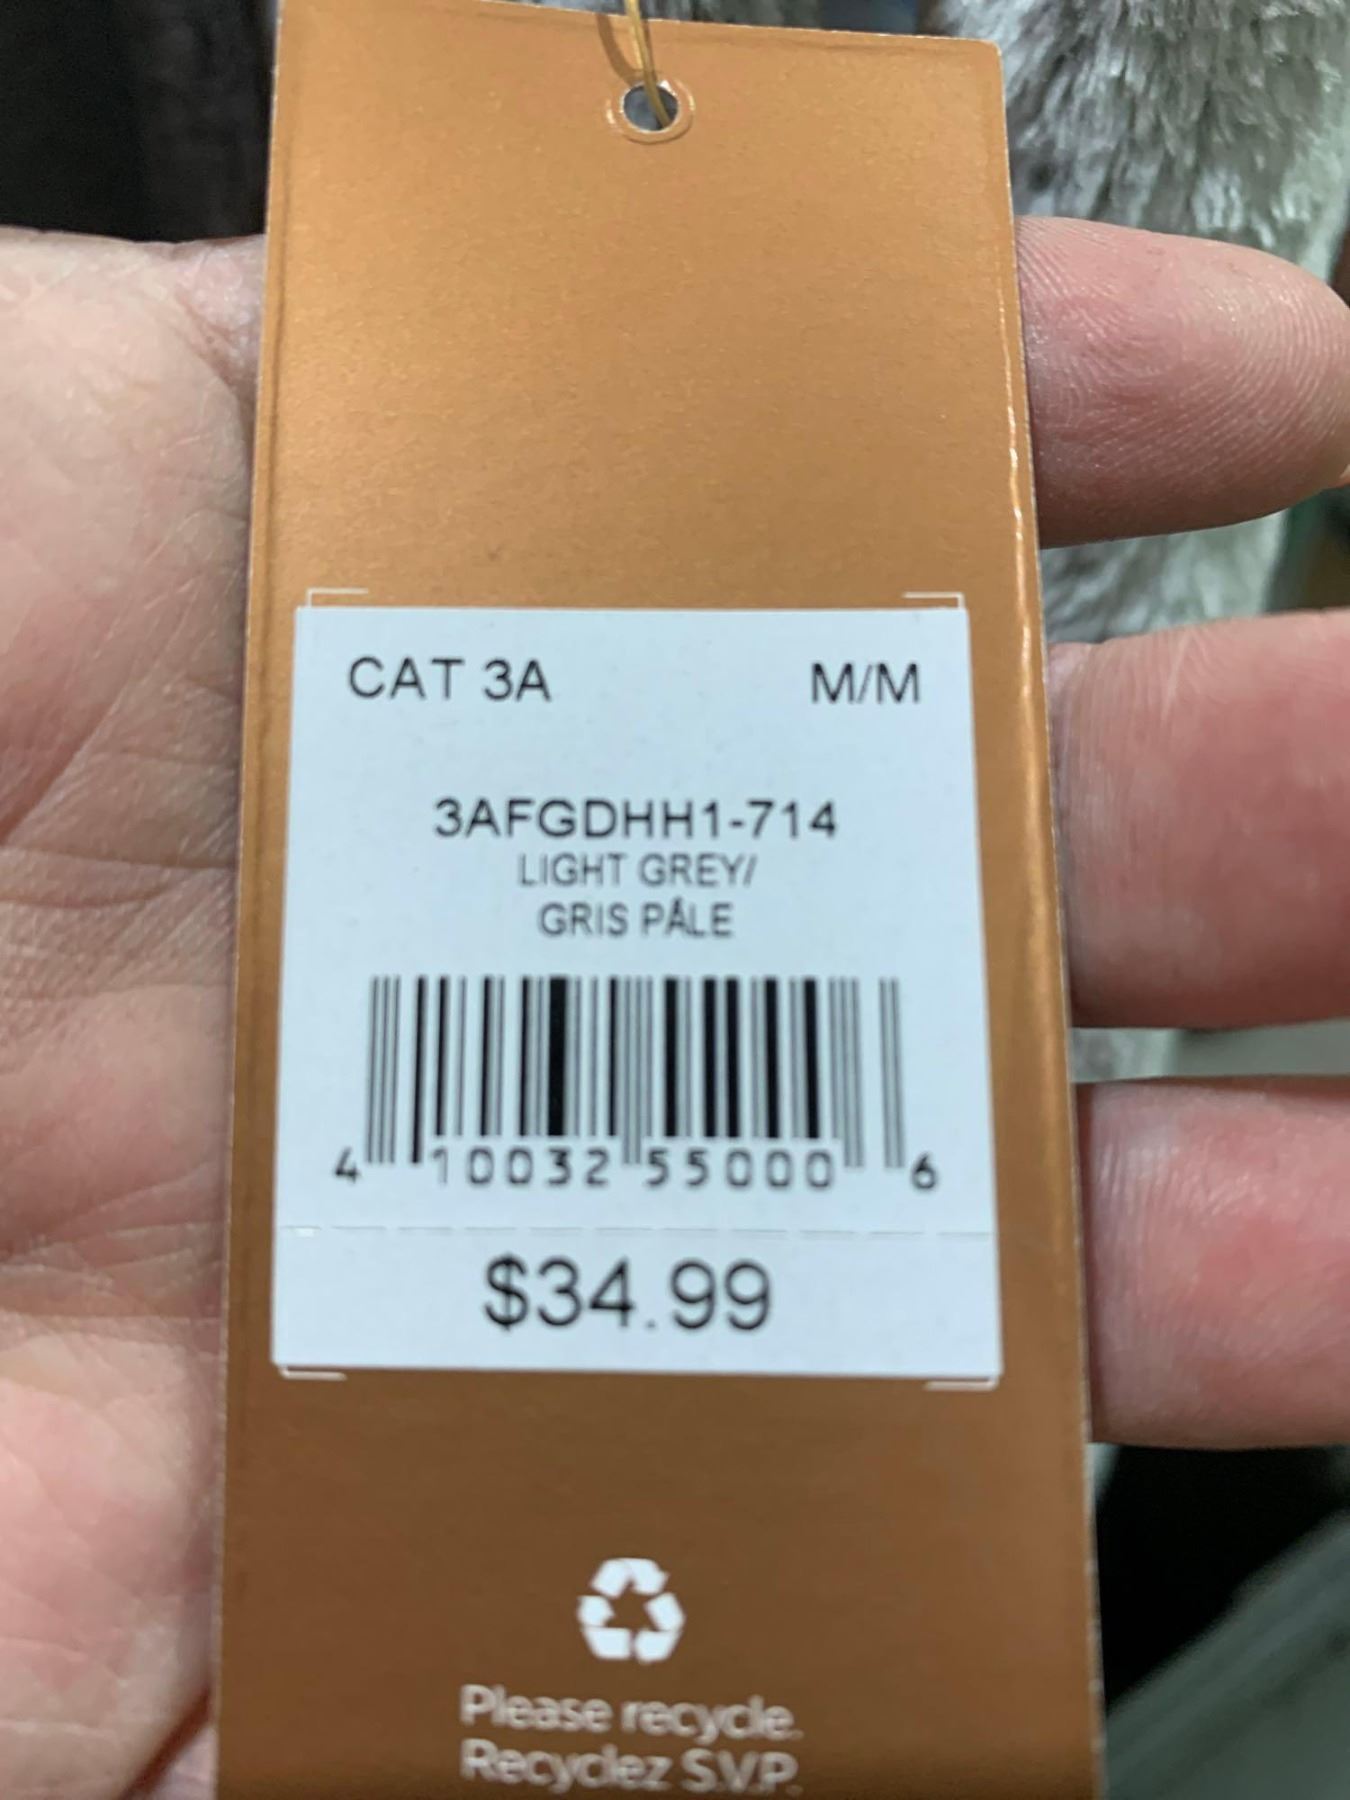 CAT 3A M/M
3AFGDHH1-714
LIGHT GREY/
GRIS PÂLE
4 10032 55000 6
$34.99
Please recycle.
Recyclez S.V.P.